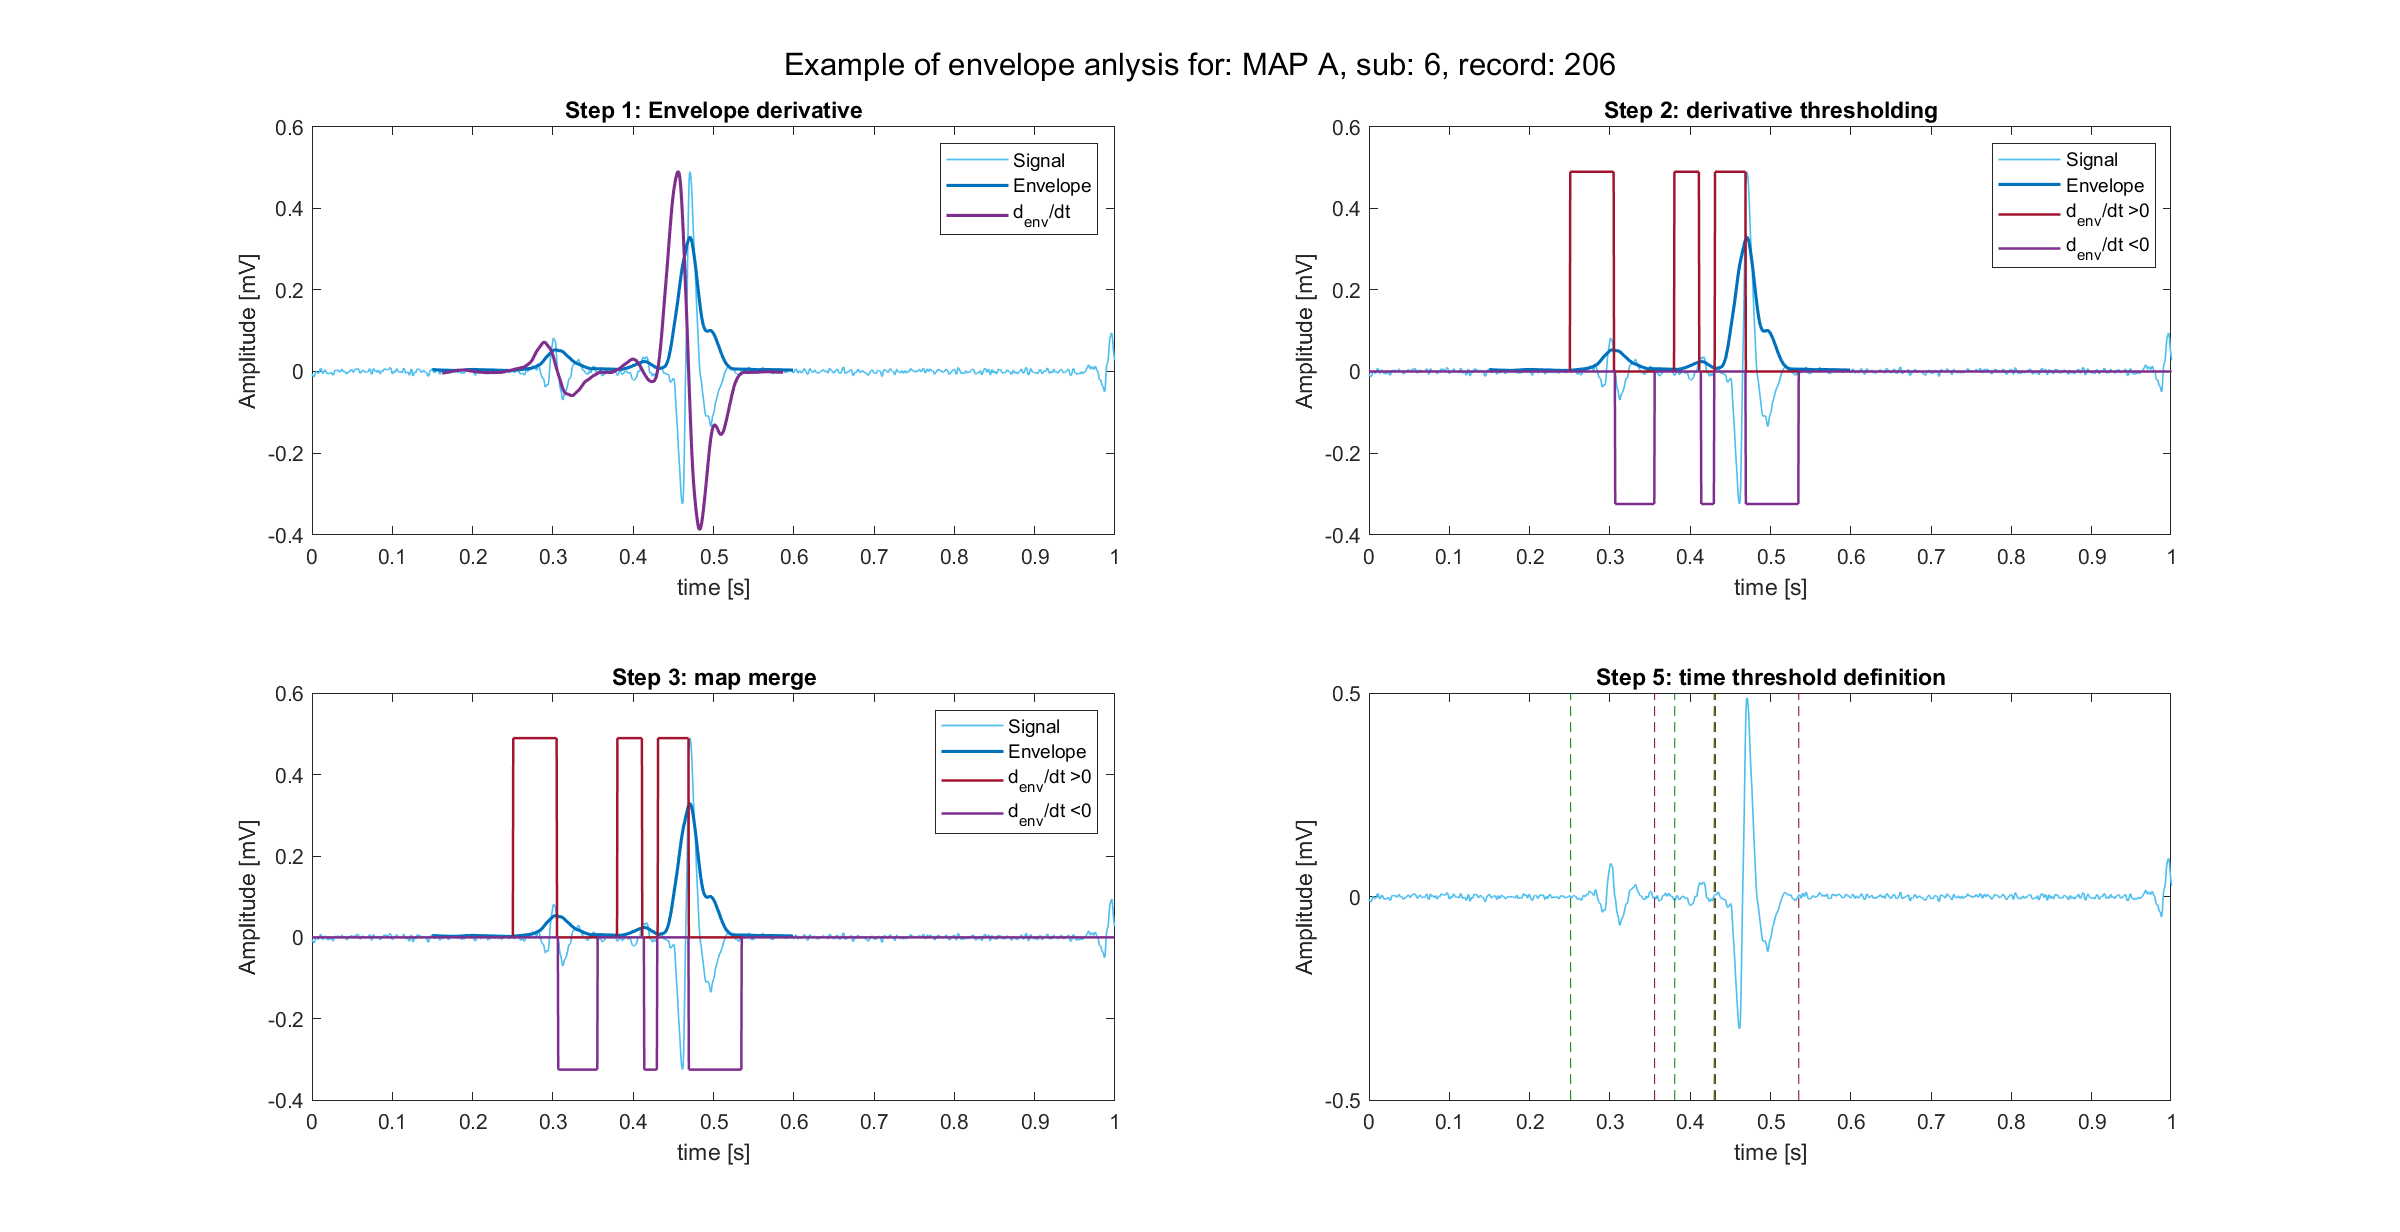 Example of envelope anlysis for: MAP A, sub: 6, record: 206
Step 1: Envelope derivative
0.6
0.4
0.2
0
-0.2
-0.4
Amplitude [mV]
0 0.1 0.2 0.3 0.4 0.5 0.6 0.7 0.8 0.9 1
time [s]
Signal
Envelope
d_env/dt
Step 2: derivative thresholding
0.6
0.4
0.2
0
-0.2
-0.4
Amplitude [mV]
0 0.1 0.2 0.3 0.4 0.5 0.6 0.7 0.8 0.9 1
time [s]
Signal
Envelope
d_env/dt >0
d_env/dt <0
Step 3: map merge
0.6
0.4
0.2
0
-0.2
-0.4
Amplitude [mV]
0 0.1 0.2 0.3 0.4 0.5 0.6 0.7 0.8 0.9 1
time [s]
Signal
Envelope
d_env/dt >0
d_env/dt <0
Step 5: time threshold definition
0.5
0
-0.5
Amplitude [mV]
0 0.1 0.2 0.3 0.4 0.5 0.6 0.7 0.8 0.9 1
time [s]